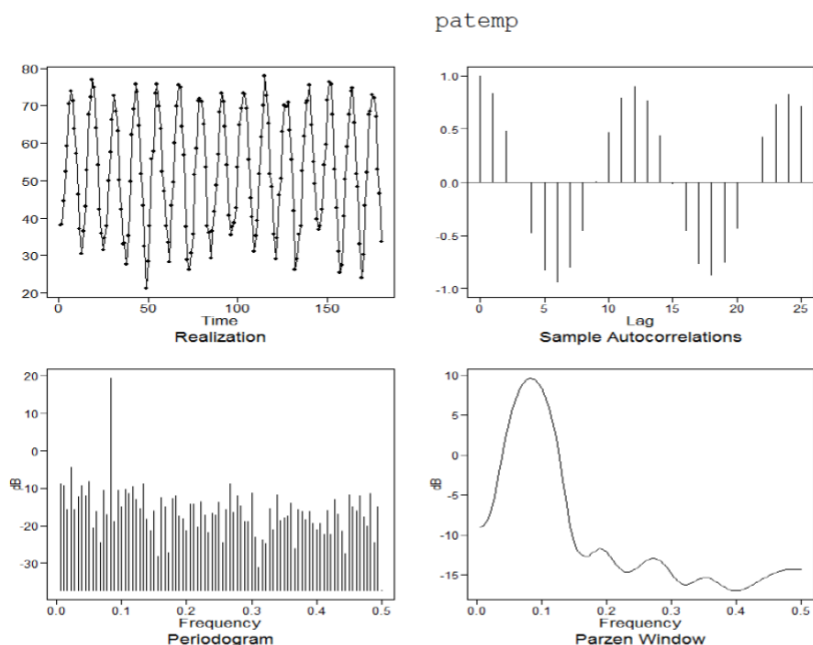 patemp
80
70
60
50
40
30
20
0 50 100 150
Time
Realization
1.0
0.5
0.0
-0.5
-1.0
0 5 10 15 20 25
Lag
Sample Autocorrelations
20
10
0
-10
-20
-30
dB
0.0 0.1 0.2 0.3 0.4 0.5
Frequency
Periodogram
10
5
0
-5
-10
-15
dB
0.0 0.1 0.2 0.3 0.4 0.5
Frequency
Parzen Window